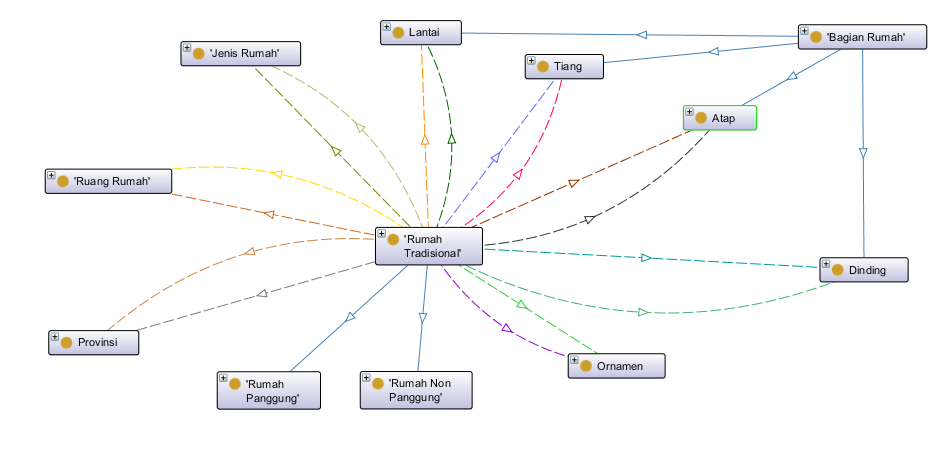 Lantai
'Bagian Rumah'
'Jenis Rumah'
Tiang
Atap
'Ruang Rumah'
'Rumah
Tradisional'
Dinding
Provinsi
Ornamen
'Rumah
Panggung'
'Rumah Non
Panggung'